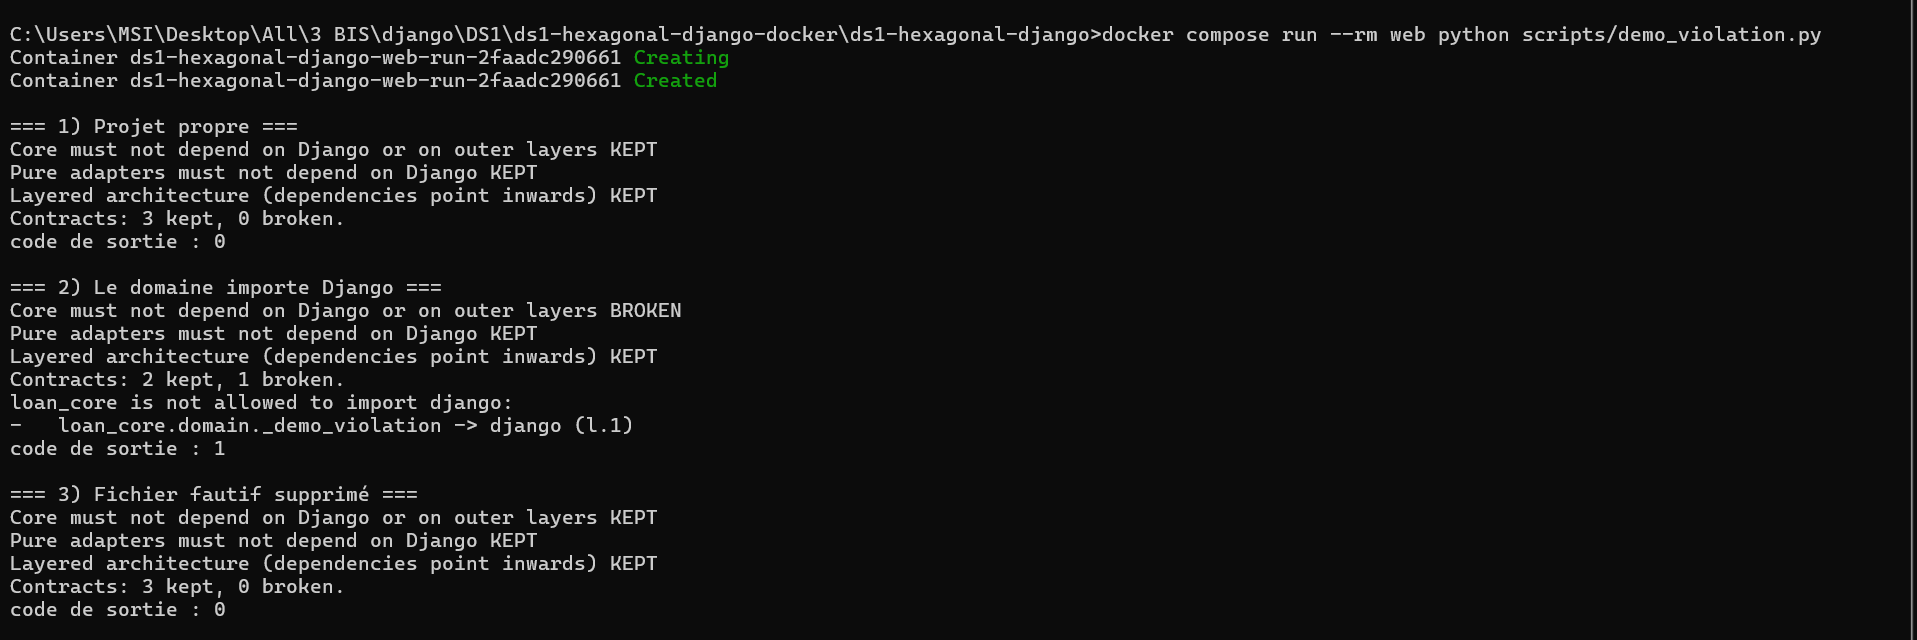 C:\Users\MSI\Desktop\All\3 BIS\django\DS1\ds1-hexagonal-django-docker\ds1-hexagonal-django>docker compose run --rm web python scripts/demo_violation.py
Container ds1-hexagonal-django-web-run-2faadc290661 Creating
Container ds1-hexagonal-django-web-run-2faadc290661 Created
=== 1) Projet propre ===
Core must not depend on Django or on outer layers KEPT
Pure adapters must not depend on Django KEPT
Layered architecture (dependencies point inwards) KEPT
Contracts: 3 kept, 0 broken.
code de sortie : 0
=== 2) Le domaine importe Django ===
Core must not depend on Django or on outer layers BROKEN
Pure adapters must not depend on Django KEPT
Layered architecture (dependencies point inwards) KEPT
Contracts: 2 kept, 1 broken.
loan_core is not allowed to import django:
-   loan_core.domain._demo_violation -> django (l.1)
code de sortie : 1
=== 3) Fichier fautif supprimé ===
Core must not depend on Django or on outer layers KEPT
Pure adapters must not depend on Django KEPT
Layered architecture (dependencies point inwards) KEPT
Contracts: 3 kept, 0 broken.
code de sortie : 0